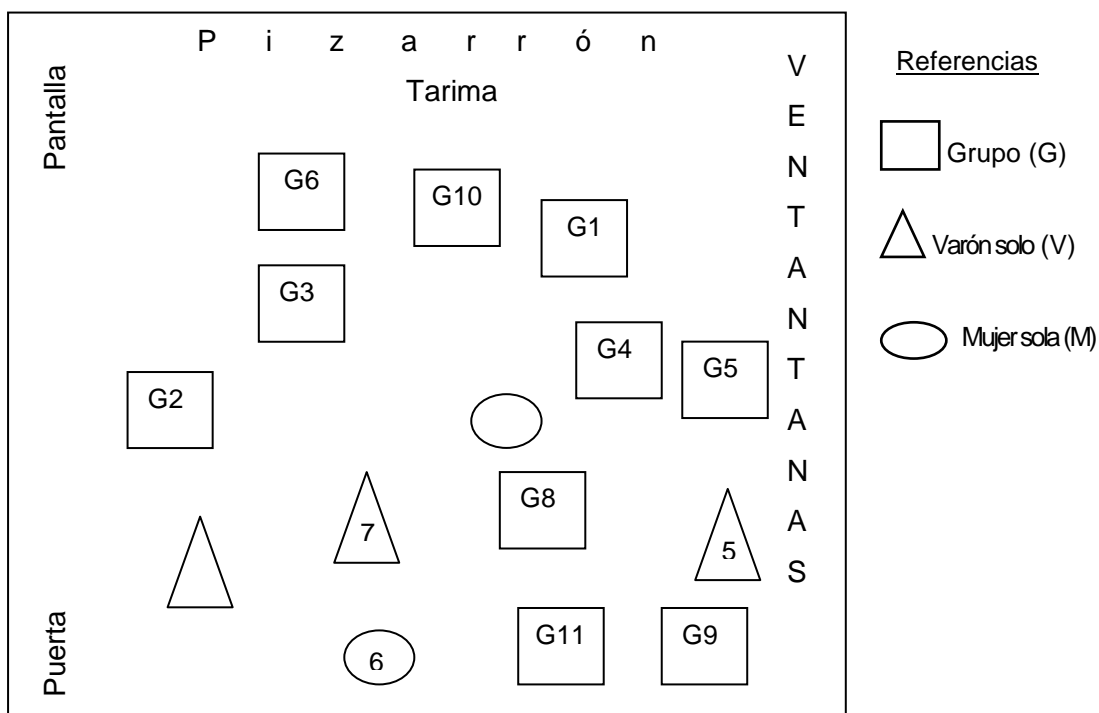 P i z a r r ó n
Tarima
Pantalla
VENTANAS
G6
G10
G1
G3
G4
G5
G2
G8
7
5
G11
G9
6
Puerta
Referencias
Grupo (G)
Varón solo (V)
Mujer sola (M)